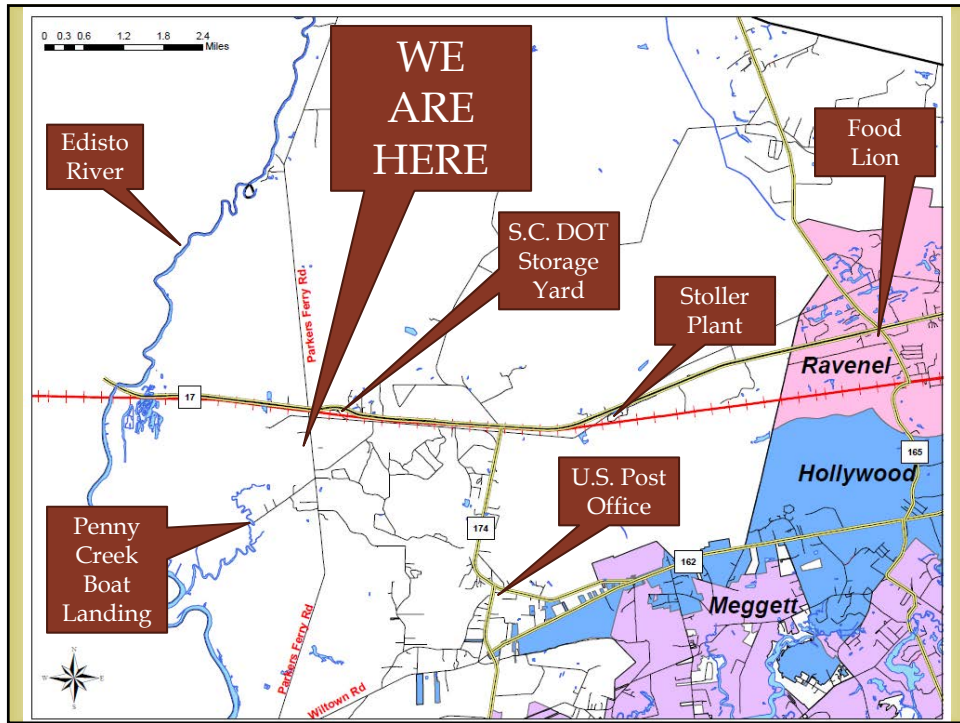 0 0.3 0.6 1.2 1.8 2.4
Miles
WE
ARE
HERE
Edisto
River
Food
Lion
S.C. DOT
Storage
Yard
Stoller
Plant
Parkers Ferry Rd.
Ravenel
17
Hollywood
165
U.S. Post
Office
Penny
Creek
Boat
Landing
174
162
Meggett
Parkers Ferry Rd
Wiltown Rd
N
W
E
S